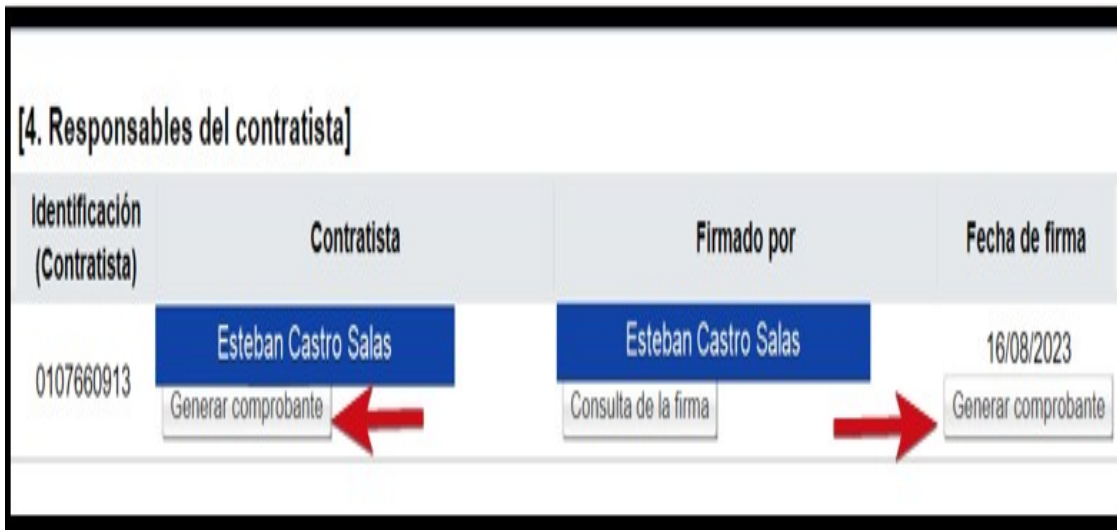 [4. Responsables del contratista]
Identificación
(Contratista)
Contratista
Firmado por
Fecha de firma
0107660913
Esteban Castro Salas
Generar comprobante
Esteban Castro Salas
Consulta de la firma
16/08/2023
Generar comprobante